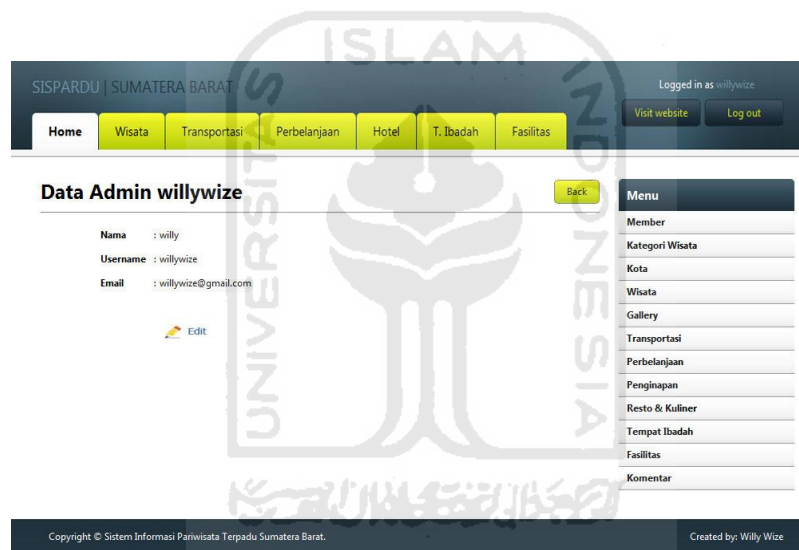 ISLAM
UNIVERSITAS
INDONESIA
SISPARDU | SUMATERA BARAT
Logged in as willywize
Visit website
Log out
Home
Wisata
Transportasi
Perbelanjaan
Hotel
T. Ibadah
Fasilitas
Data Admin willywize
Back
Nama : willy
Username : willywize
Email : willywize@gmail.com
Edit
Menu
Member
Kategori Wisata
Kota
Wisata
Gallery
Transportasi
Perbelanjaan
Penginapan
Resto & Kuliner
Tempat Ibadah
Fasilitas
Komentar
Copyright © Sistem Informasi Pariwisata Terpadu Sumatera Barat.
Created by: Willy Wize